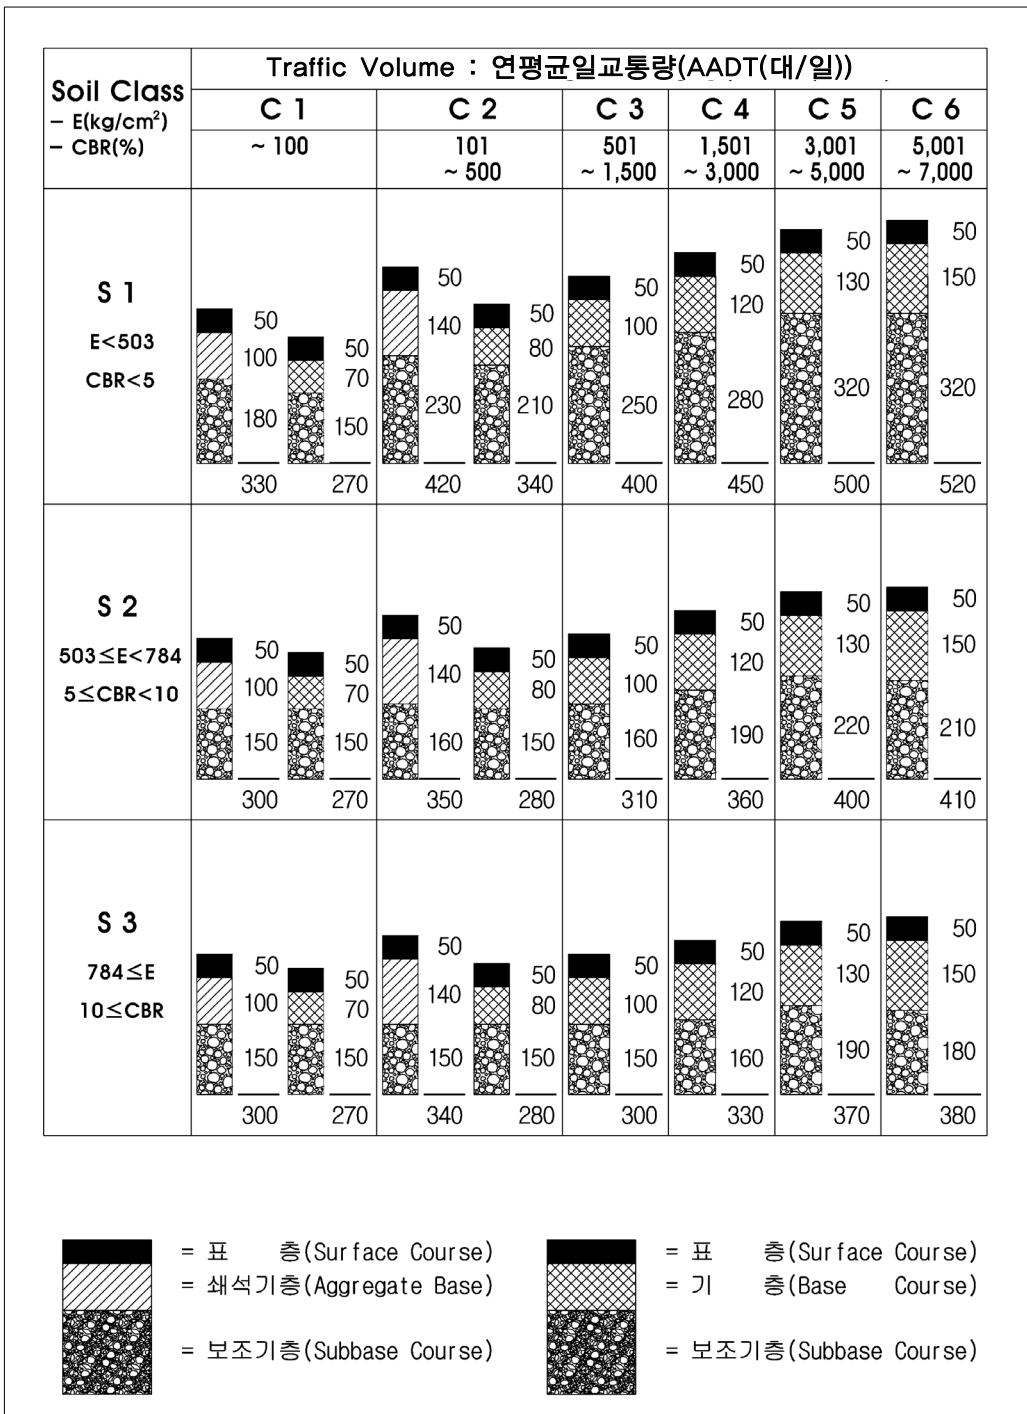 Traffic Volume : 연평균일교통량(AADT(대/일))
Soil Class
– E(kg/cm²)
– CBR(%)
C 1 C 2 C 3 C 4 C 5 C 6
~ 100 101 ~ 500 501 ~ 1,500 1,501 ~ 3,000 3,001 ~ 5,000 5,001 ~ 7,000
S 1
E<503
CBR<5
50 100 180 330
50 70 150 270
50 140 230 420
50 80 210 340
50 100 250 400
50 120 280 450
50 130 320 500
50 150 320 520
S 2
503≤E<784
5≤CBR<10
50 100 150 300
50 70 150 270
50 140 160 350
50 80 150 280
50 100 160 310
50 120 190 360
50 130 220 400
50 150 210 410
S 3
784≤E
10≤CBR
50 100 150 300
50 70 150 270
50 140 150 340
50 80 150 280
50 100 150 300
50 120 160 330
50 130 190 370
50 150 180 380
= 표 층(Surface Course)
= 쇄석기층(Aggregate Base)
= 보조기층(Subbase Course)
= 표 층(Surface Course)
= 기 층(Base Course)
= 보조기층(Subbase Course)